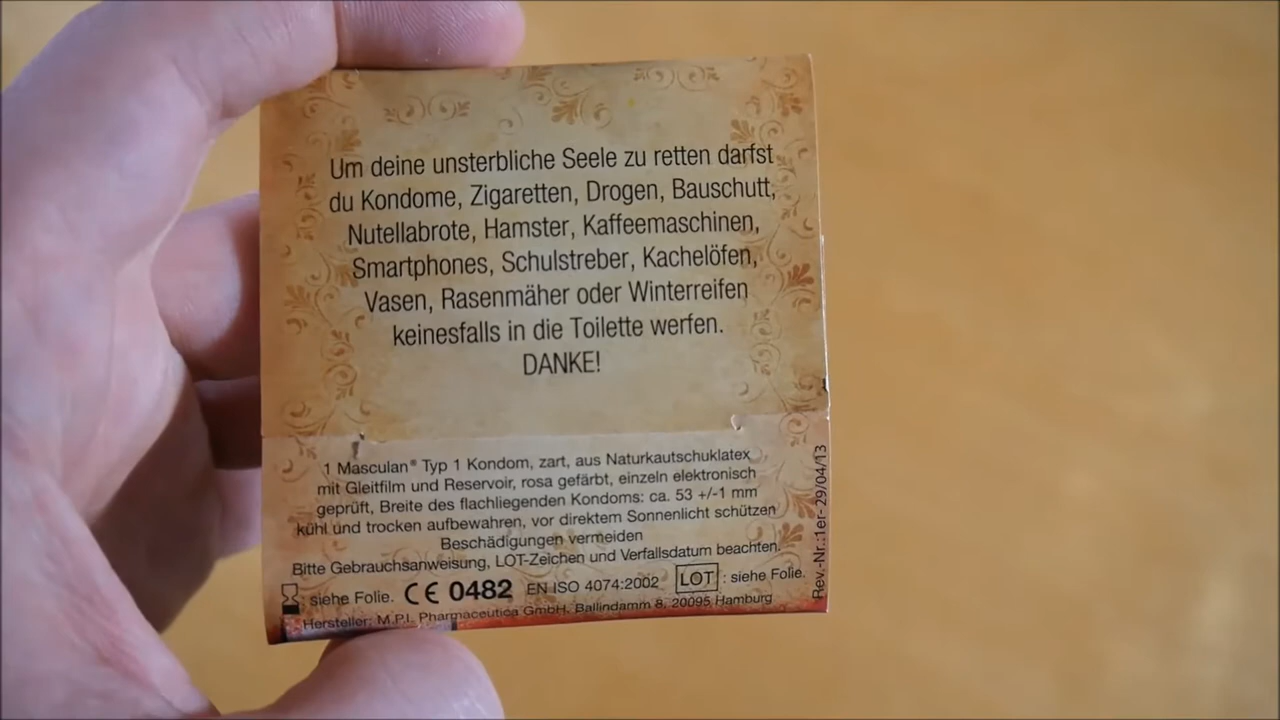 Um deine unsterbliche Seele zu retten darfst
du Kondome, Zigaretten, Drogen, Bauschutt,
Nutellabrote, Hamster, Kaffeemaschinen,
Smartphones, Schulstreber, Kachelöfen,
Vasen, Rasenmäher oder Winterreifen
keinesfalls in die Toilette werfen.
DANKE!
1 Masculan® Typ 1 Kondom, zart, aus Naturkautschuklatex
mit Gleitfilm und Reservoir, rosa gefärbt, einzeln elektronisch
geprüft, Breite des flachliegenden Kondoms: ca. 53 +/-1 mm
kühl und trocken aufbewahren, vor direktem Sonnenlicht schützen
Beschädigungen vermeiden
Bitte Gebrauchsanweisung, LOT-Zeichen und Verfallsdatum beachten.
: siehe Folie. CE 0482 EN ISO 4074:2002 LOT : siehe Folie.
Hersteller: M.P.I. Pharmaceutica GmbH, Ballindamm 8, 20095 Hamburg
Rev.-Nr.:1er-29/04/13